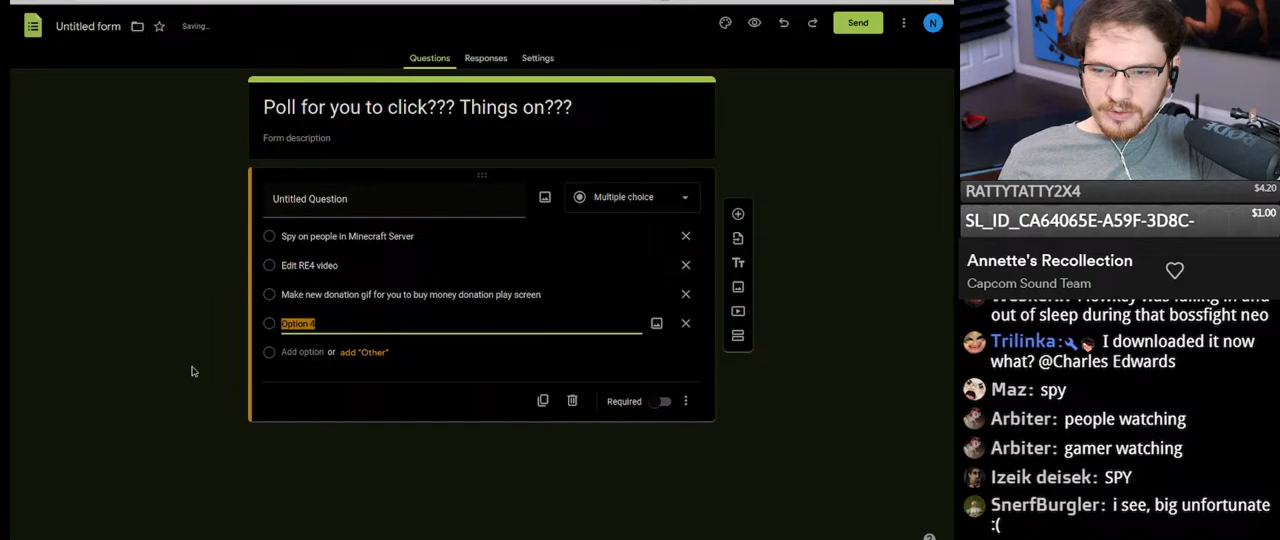 Untitled form
Saving...
Send
N
Questions
Responses
Settings
Poll for you to click??? Things on???
Form description
Untitled Question
Multiple choice
Spy on people in Minecraft Server
Edit RE4 video
Make new donation gif for you to buy money donation play screen
Option 4
Add option or add "Other"
Required
RODE
RATTYTATTY2X4 $4.20
SL_ID_CA64065E-A59F-3D8C- $1.00
Annette's Recollection
Capcom Sound Team
out of sleep during that bossfight neo
Trilinka: I downloaded it now
what? @Charles Edwards
Maz: spy
Arbiter: people watching
Arbiter: gamer watching
Izeik deisek: SPY
SnerfBurgler: i see, big unfortunate
:(